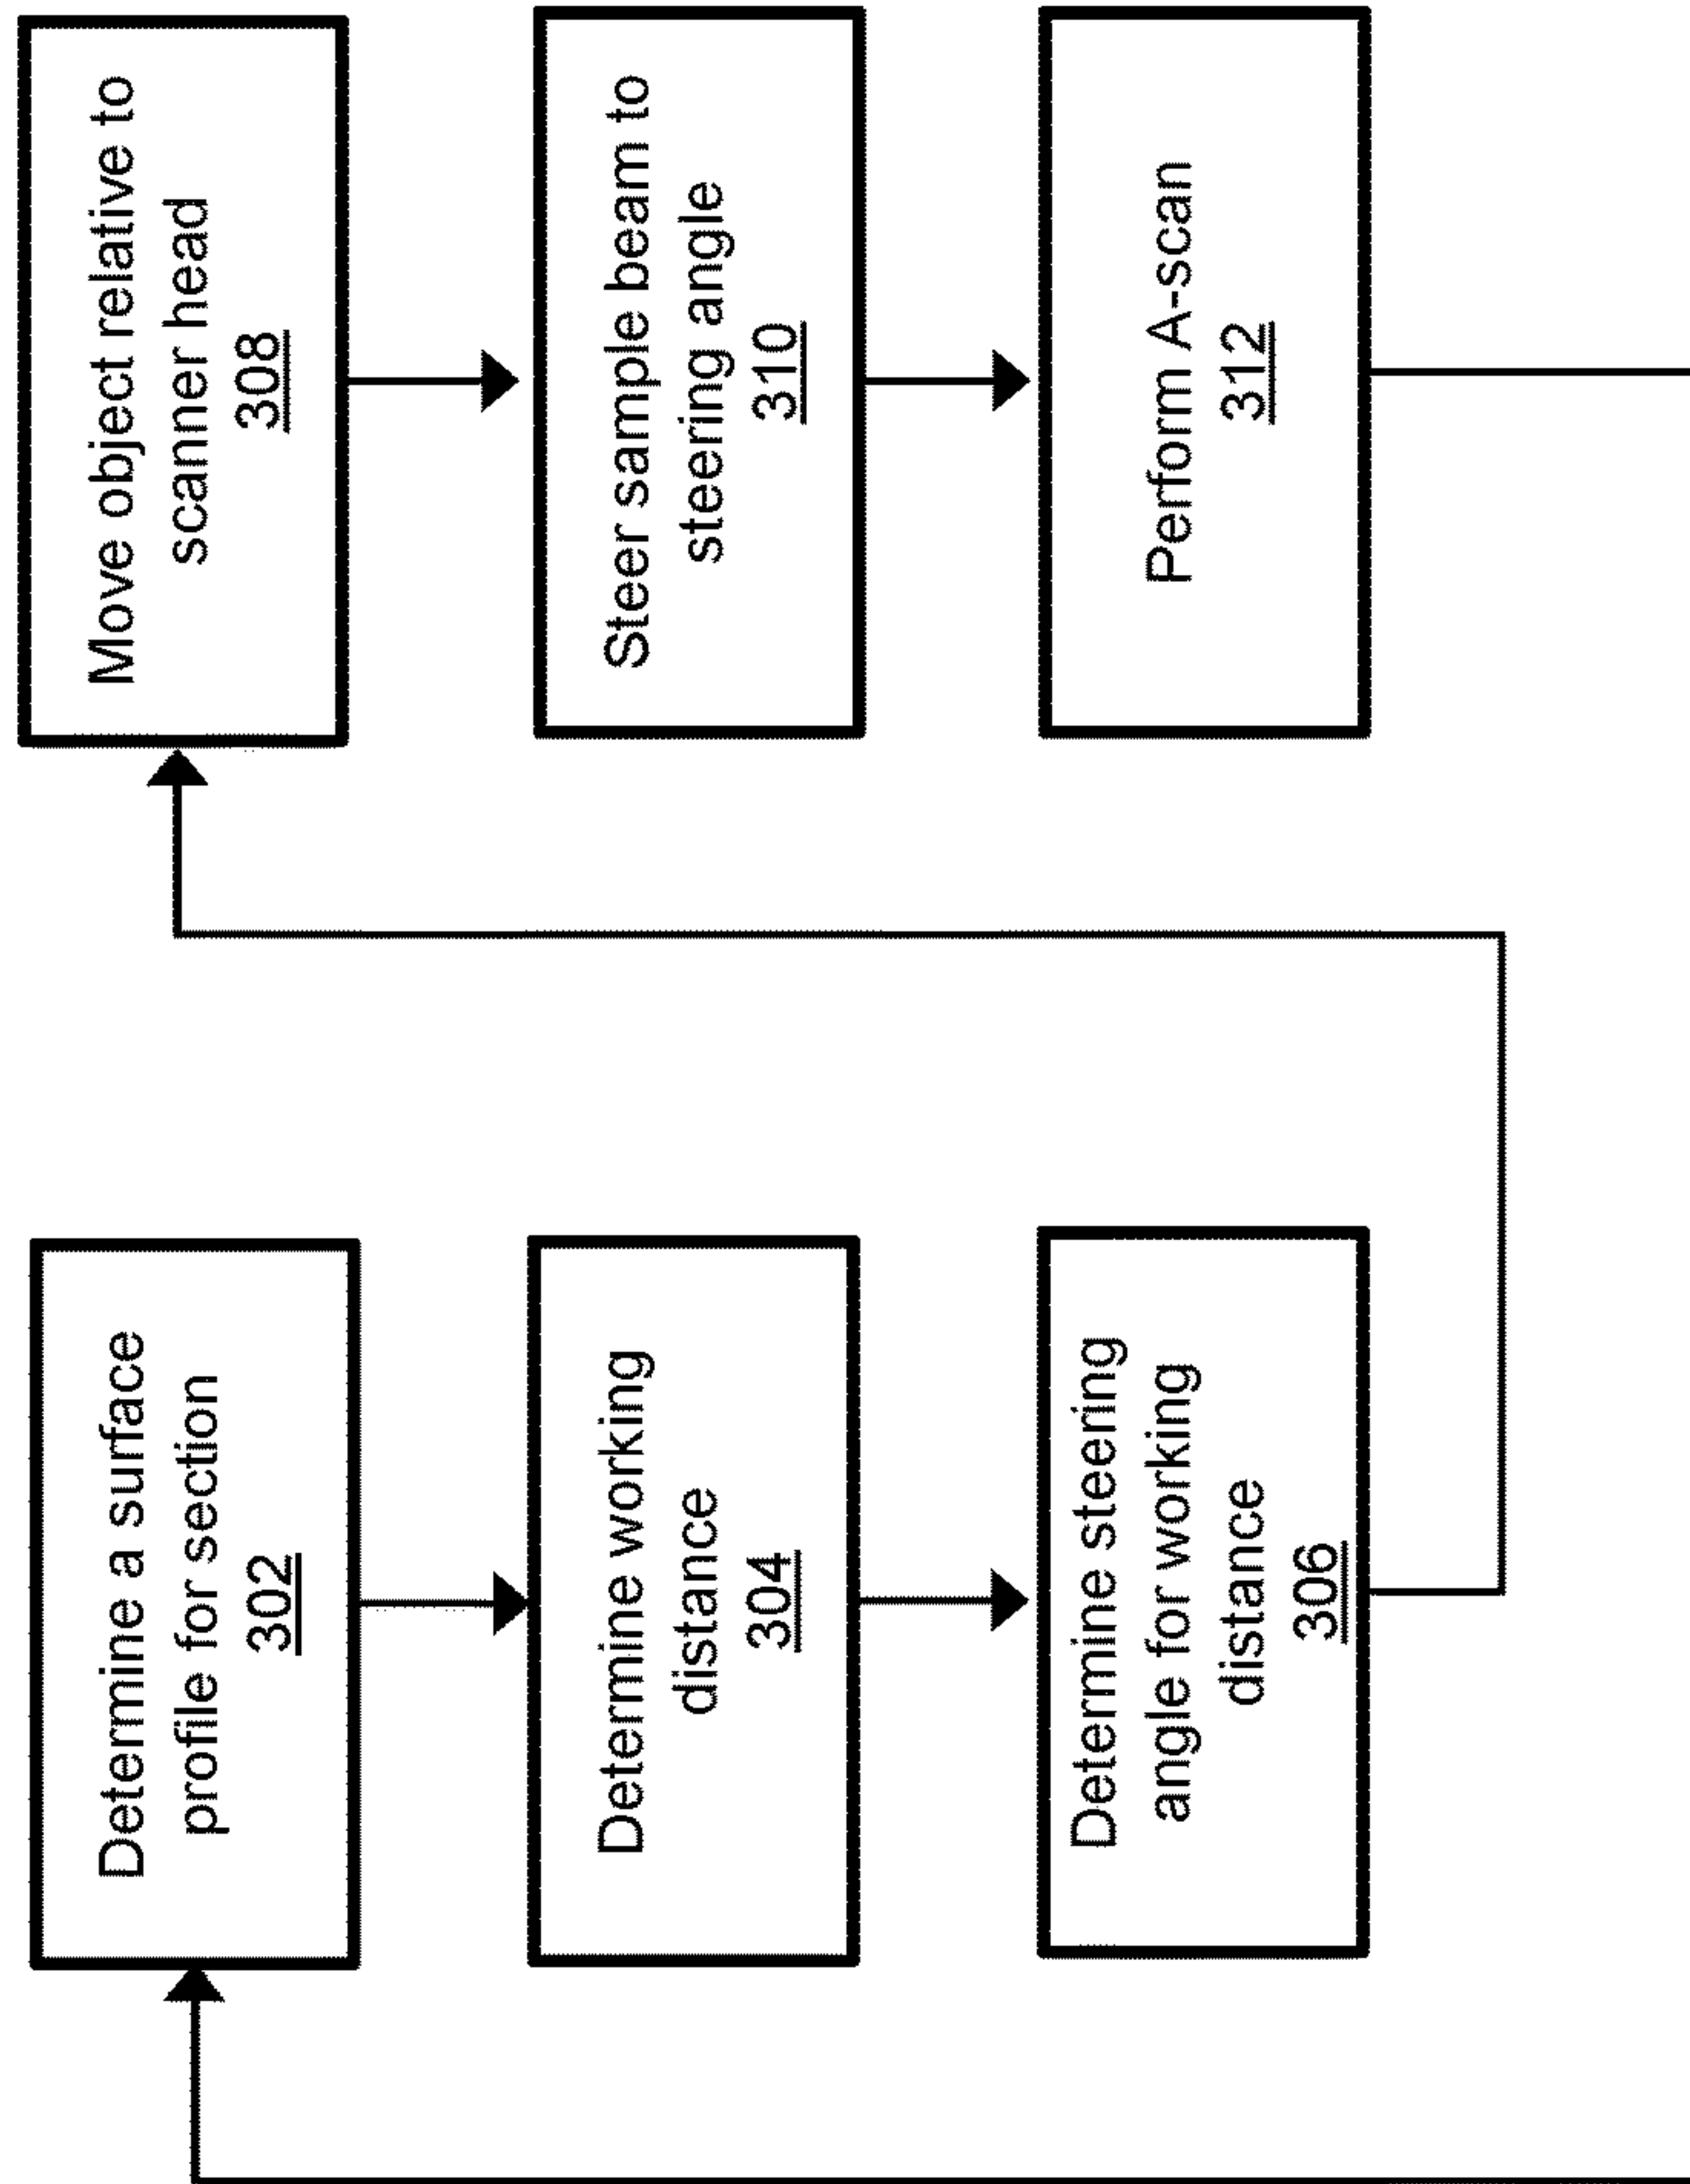 Determine a surface
profile for section
302
Determine working
distance
304
Determine steering
angle for working
distance
306
Move object relative to
scanner head
308
Steer sample beam to
steering angle
310
Perform A-scan
312